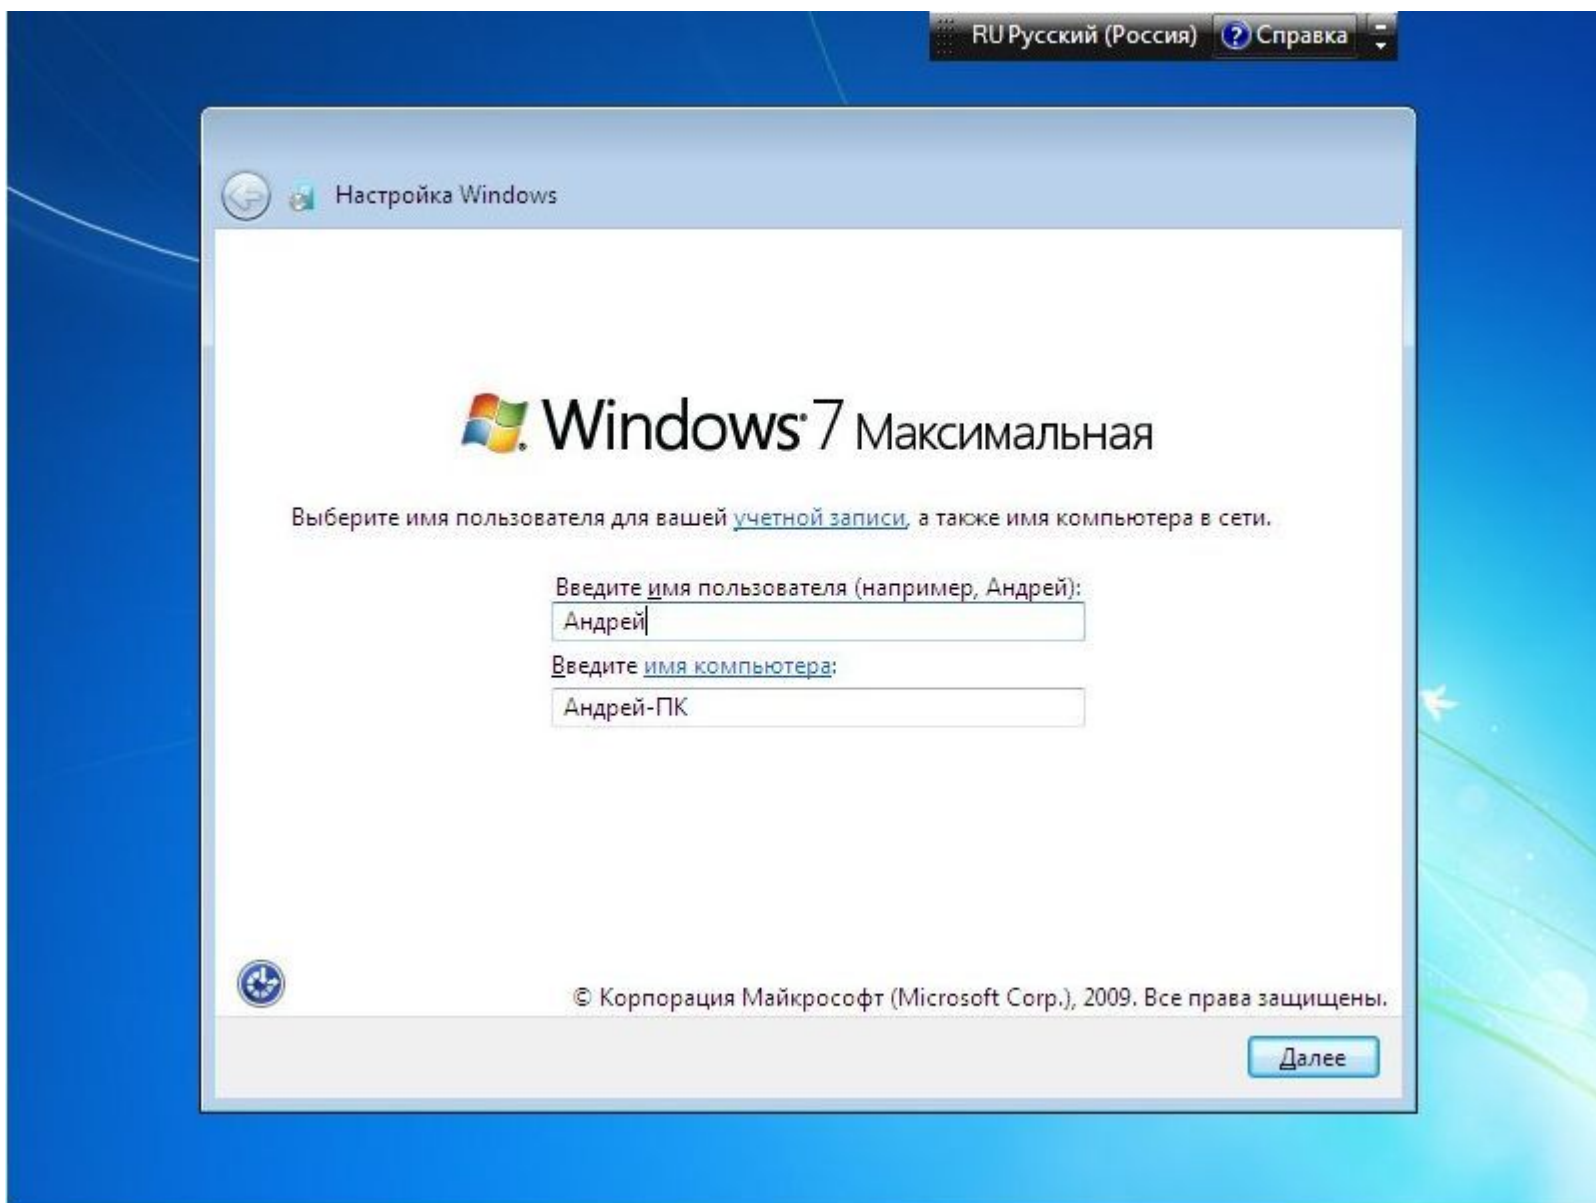 RU Русский (Россия) Справка
Настройка Windows
Windows 7 Максимальная
Выберите имя пользователя для вашей учетной записи, а также имя компьютера в сети.
Введите имя пользователя (например, Андрей):
Андрей
Введите имя компьютера:
Андрей-ПК
© Корпорация Майкрософт (Microsoft Corp.), 2009. Все права защищены.
Далее